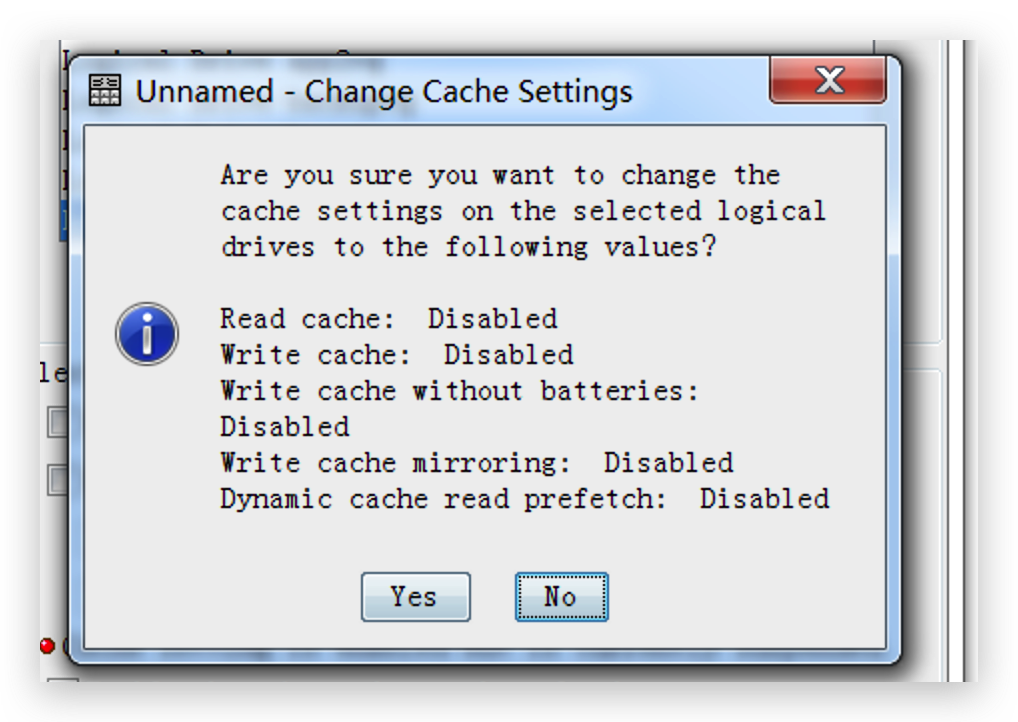 Unnamed - Change Cache Settings
Are you sure you want to change the
cache settings on the selected logical
drives to the following values?
Read cache: Disabled
Write cache: Disabled
Write cache without batteries:
Disabled
Write cache mirroring: Disabled
Dynamic cache read prefetch: Disabled
Yes
No